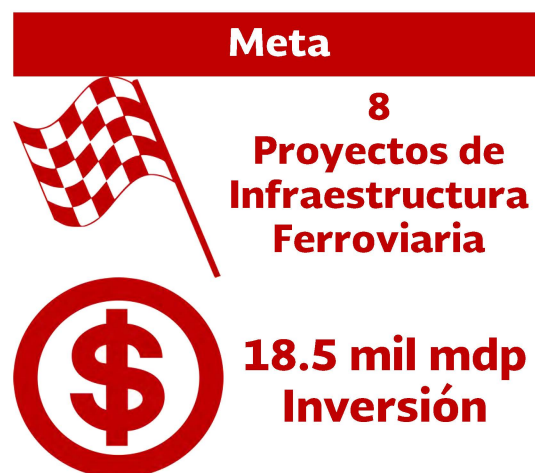 Meta
8
Proyectos de
Infraestructura
Ferroviaria
$
18.5 mil mdp
Inversión